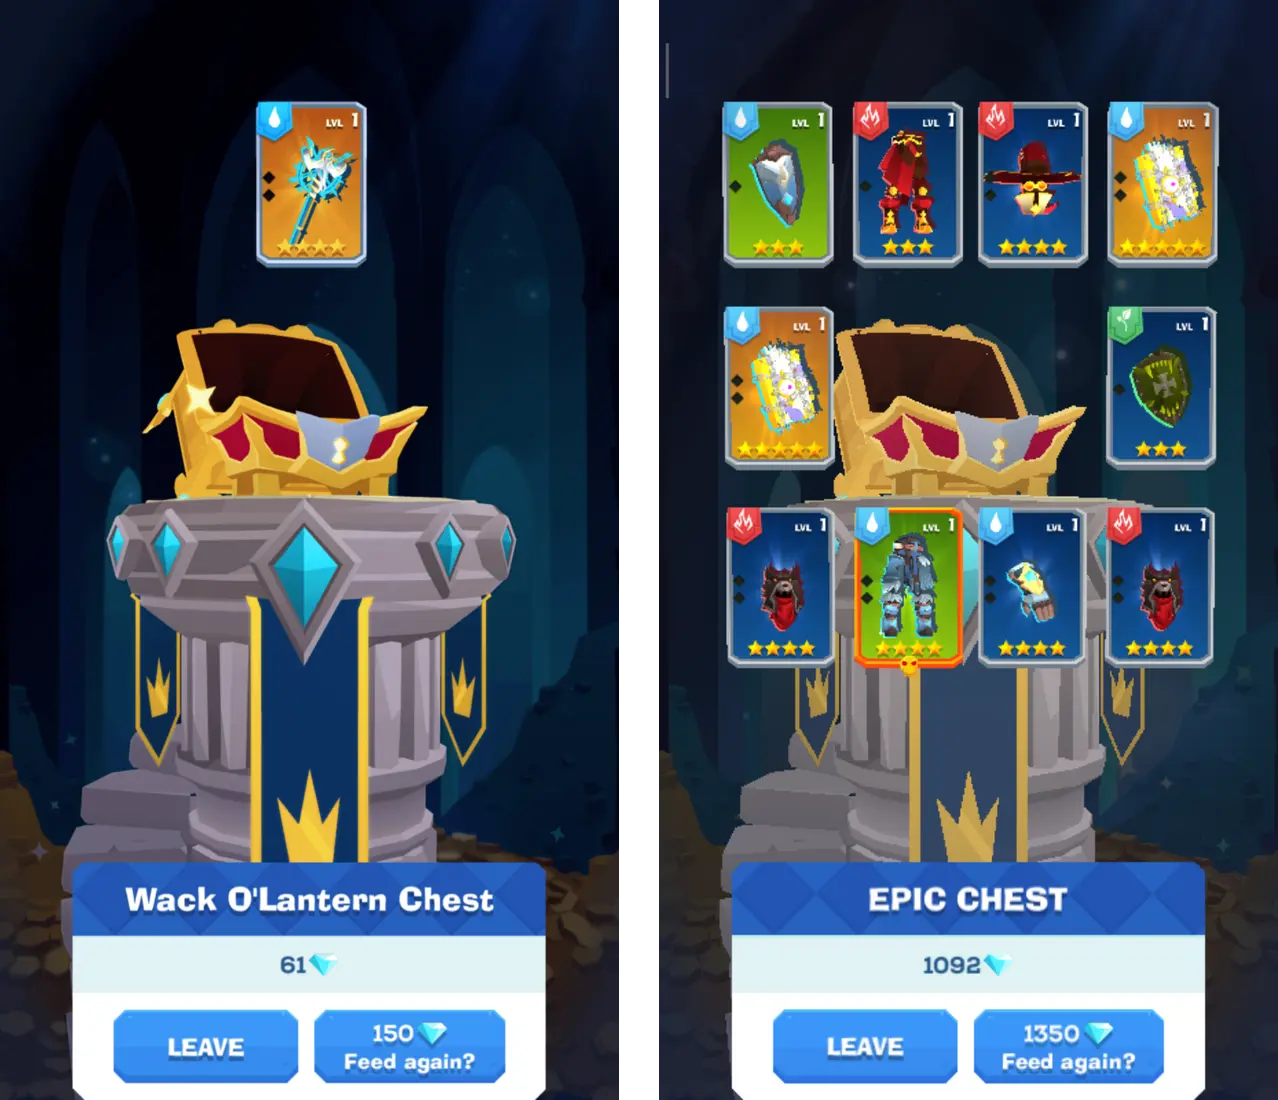 LVL 1
Wack O'Lantern Chest
61
LEAVE
150
Feed again?
LVL 1
LVL 1
LVL 1
LVL 1
LVL 1
LVL 1
LVL 1
LVL 1
LVL 1
LVL 1
EPIC CHEST
1092
LEAVE
1350
Feed again?